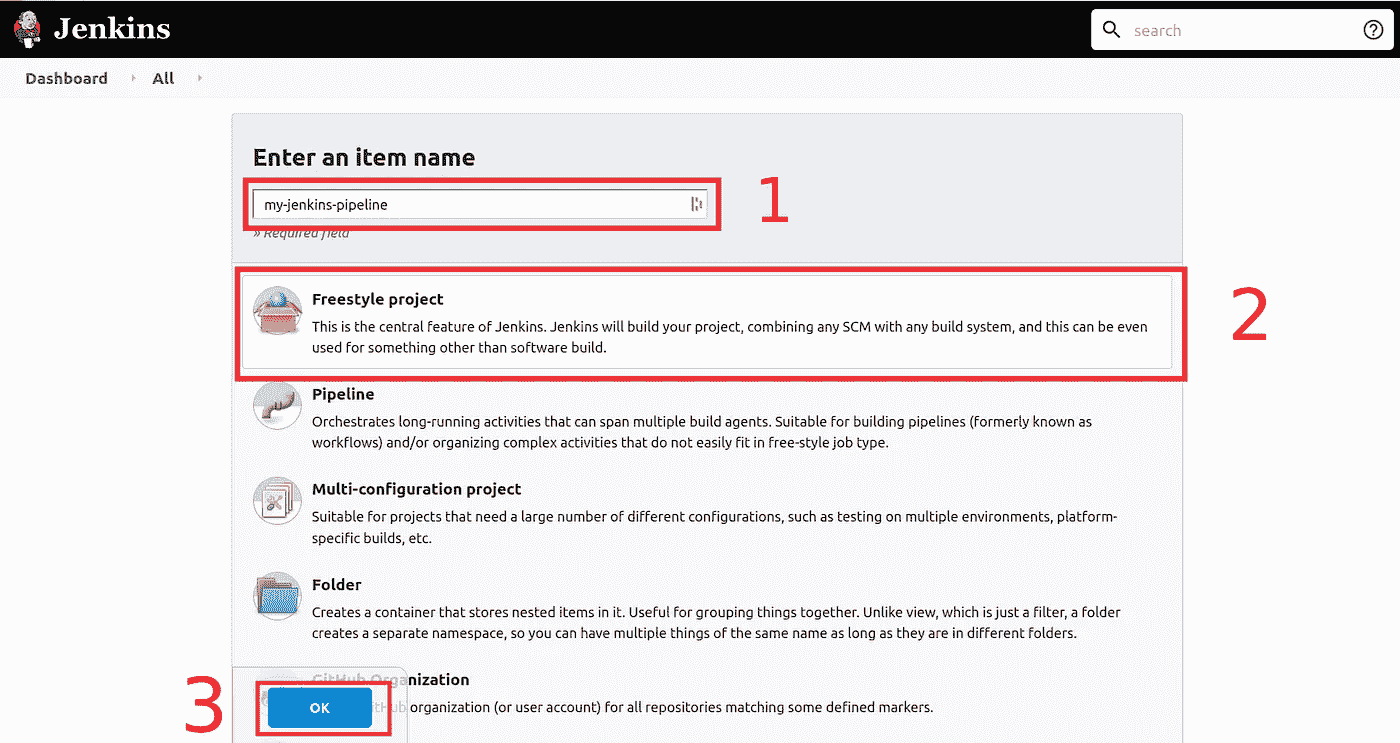 Jenkins
search
Dashboard
All
Enter an item name
my-jenkins-pipeline
1
» Required field
Freestyle project
This is the central feature of Jenkins. Jenkins will build your project, combining any SCM with any build system, and this can be even
used for something other than software build.
2
Pipeline
Orchestrates long-running activities that can span multiple build agents. Suitable for building pipelines (formerly known as
workflows) and/or organizing complex activities that do not easily fit in free-style job type.
Multi-configuration project
Suitable for projects that need a large number of different configurations, such as testing on multiple environments, platform-
specific builds, etc.
Folder
Creates a container that stores nested items in it. Useful for grouping things together. Unlike view, which is just a filter, a folder
creates a separate namespace, so you can have multiple things of the same name as long as they are in different folders.
GitHub Organization
GitHub organization (or user account) for all repositories matching some defined markers.
3
OK